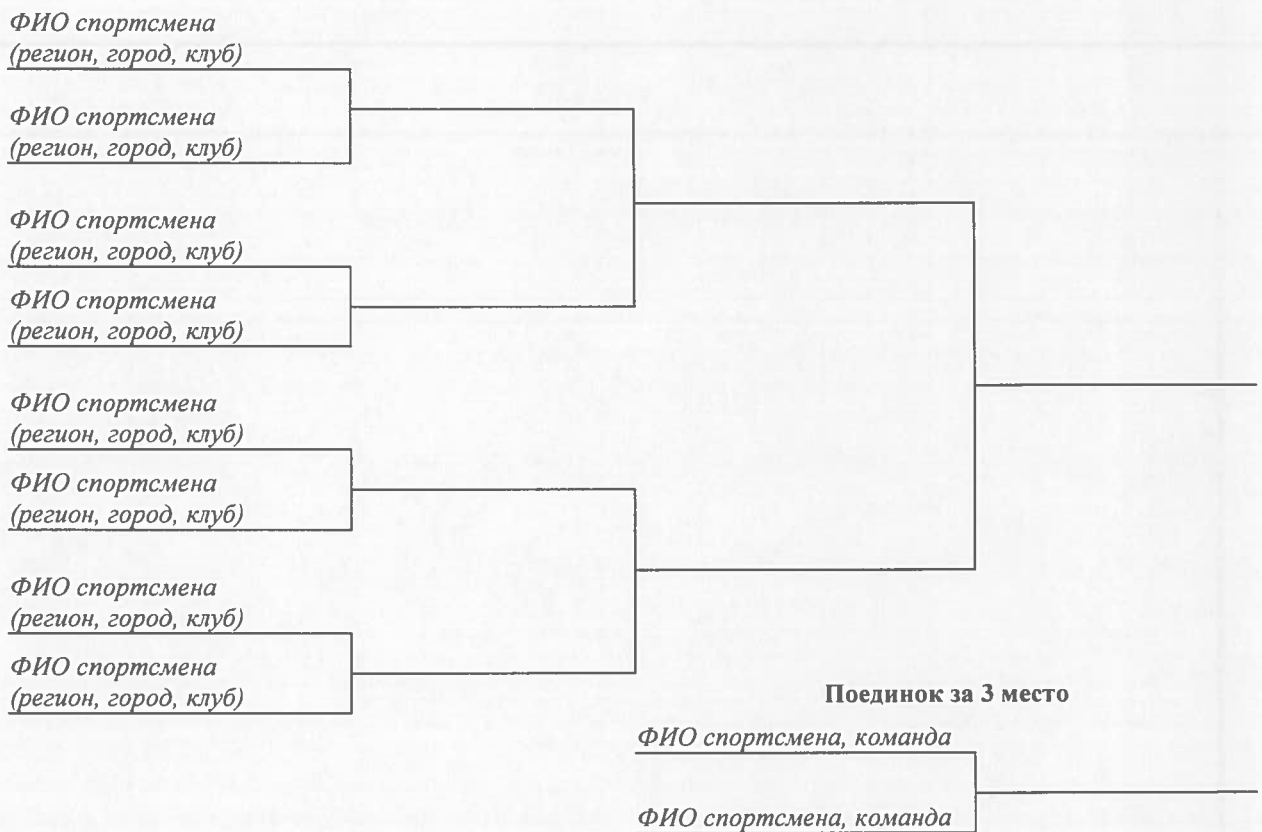 ФИО спортсмена
(регион, город, клуб)
ФИО спортсмена
(регион, город, клуб)
ФИО спортсмена
(регион, город, клуб)
ФИО спортсмена
(регион, город, клуб)
ФИО спортсмена
(регион, город, клуб)
ФИО спортсмена
(регион, город, клуб)
ФИО спортсмена
(регион, город, клуб)
ФИО спортсмена
(регион, город, клуб)
Поединок за 3 место
ФИО спортсмена, команда
ФИО спортсмена, команда